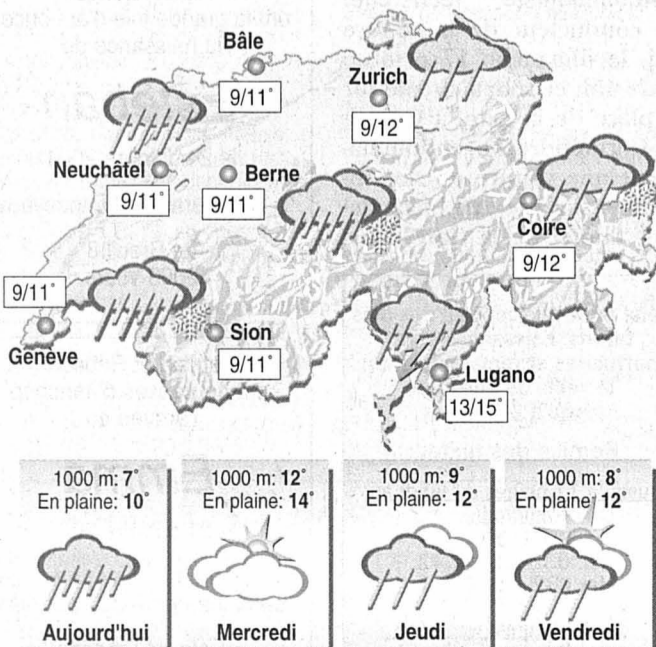 Bâle
9/11°
Zurich
9/12°
Neuchâtel
9/11°
Berne
9/11°
Coire
9/12°
9/11°
Genève
Sion
9/11°
Lugano
13/15°
1000 m: 7°
En plaine: 10°
Aujourd'hui
1000 m: 12°
En plaine: 14°
Mercredi
1000 m: 9°
En plaine: 12°
Jeudi
1000 m: 8°
En plaine: 12°
Vendredi